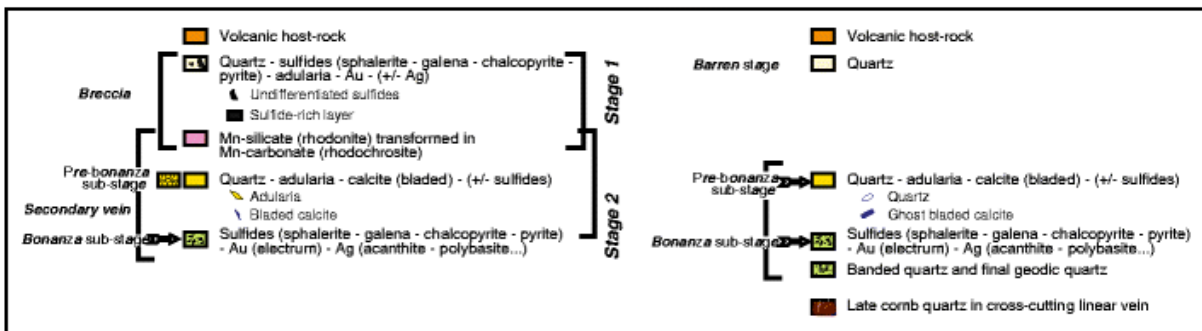 Volcanic host-rock
Quartz - sulfides (sphalerite - galena - chalcopyrite -
pyrite) - adularia - Au - (+/- Ag)
Breccia
Undifferentiated sulfides
Sulfide-rich layer
Mn-silicate (rhodonite) transformed in
Mn-carbonate (rhodochrosite)
Stage 1
Pre-bonanza
sub-stage
Quartz - adularia - calcite (bladed) - (+/- sulfides)
Adularia
Secondary vein
Bladed calcite
Bonanza sub-stage
Sulfides (sphalerite - galena - chalcopyrite - pyrite)
- Au (electrum) - Ag (acanthite - polybasite...)
Stage 2
Volcanic host-rock
Barren stage
Quartz
Pre-bonanza
sub-stage
Quartz - adularia - calcite (bladed) - (+/- sulfides)
Quartz
Ghost bladed calcite
Bonanza sub-stage
Sulfides (sphalerite - galena - chalcopyrite - pyrite)
- Au (electrum) - Ag (acanthite - polybasite...)
Banded quartz and final geodic quartz
Late comb quartz in cross-cutting linear vein